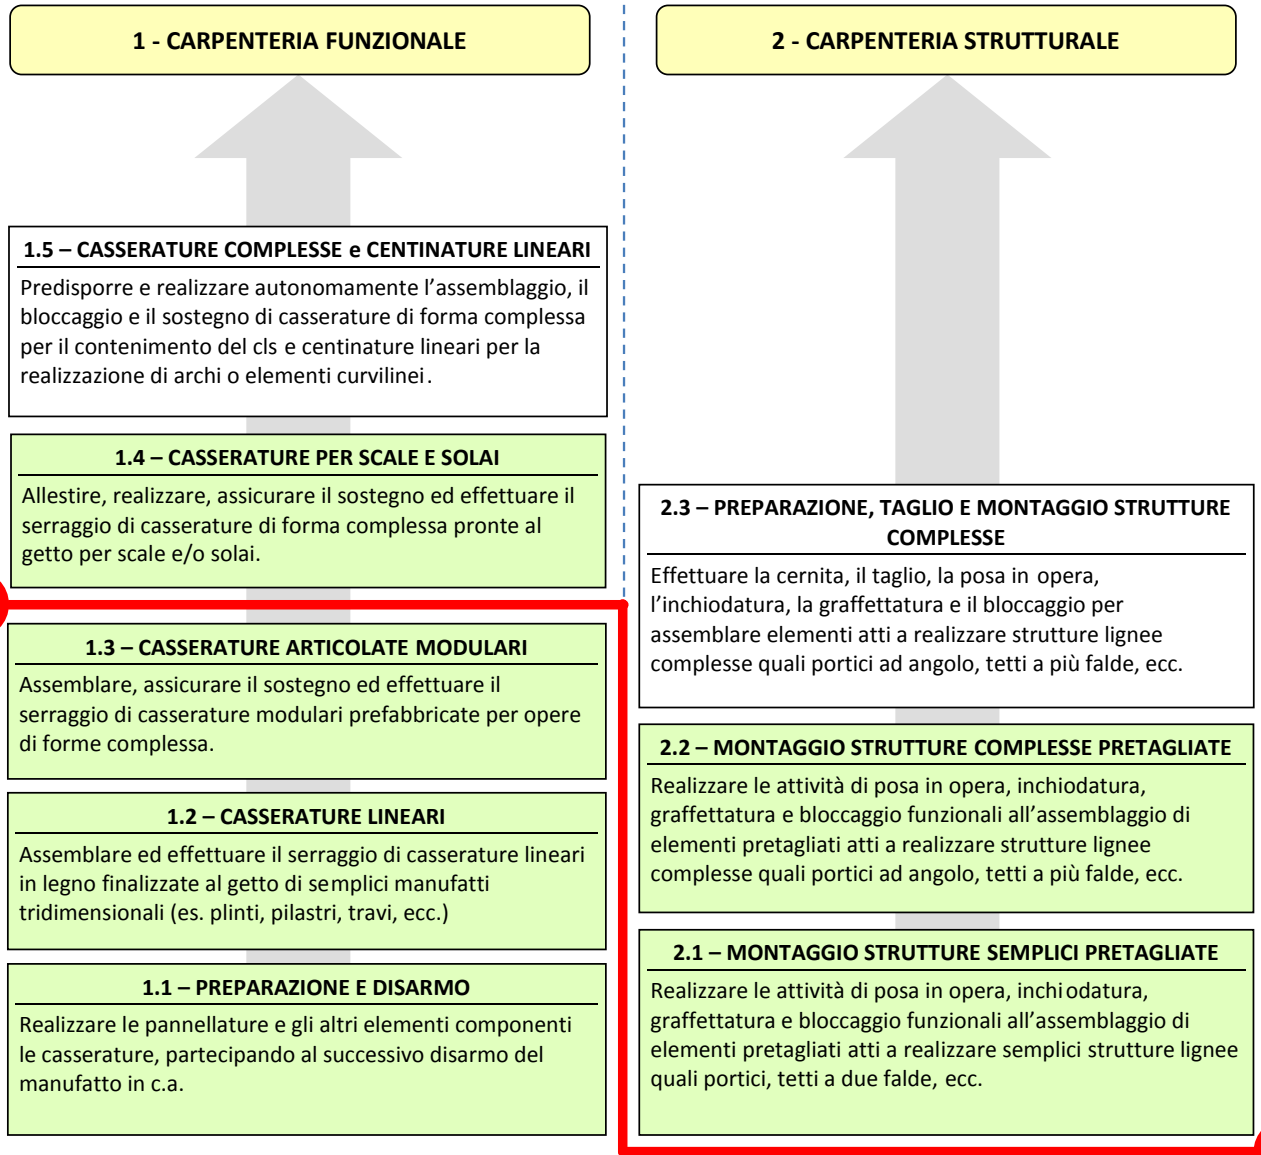 1 - CARPENTERIA FUNZIONALE
1.5 – CASSERATURE COMPLESSE e CENTINATURE LINEARI
Predisporre e realizzare autonomamente l'assemblaggio, il
bloccaggio e il sostegno di casserature di forma complessa
per il contenimento del cls e centinature lineari per la
realizzazione di archi o elementi curvilinei.
1.4 – CASSERATURE PER SCALE E SOLAI
Allestire, realizzare, assicurare il sostegno ed effettuare il
serraggio di casserature di forma complessa pronte al
getto per scale e/o solai.
1.3 – CASSERATURE ARTICOLATE MODULARI
Assemblare, assicurare il sostegno ed effettuare il
serraggio di casserature modulari prefabbricate per opere
di forme complessa.
1.2 – CASSERATURE LINEARI
Assemblare ed effettuare il serraggio di casserature lineari
in legno finalizzate al getto di semplici manufatti
tridimensionali (es. plinti, pilastri, travi, ecc.)
1.1 – PREPARAZIONE E DISARMO
Realizzare le pannellature e gli altri elementi componenti
le casserature, partecipando al successivo disarmo del
manufatto in c.a.
2 - CARPENTERIA STRUTTURALE
2.3 – PREPARAZIONE, TAGLIO E MONTAGGIO STRUTTURE
COMPLESSE
Effettuare la cernita, il taglio, la posa in opera,
l'inchiodatura, la graffettatura e il bloccaggio per
assemblare elementi atti a realizzare strutture lignee
complesse quali portici ad angolo, tetti a più falde, ecc.
2.2 – MONTAGGIO STRUTTURE COMPLESSE PRETAGLIATE
Realizzare le attività di posa in opera, inchiodatura,
graffettatura e bloccaggio funzionali all'assemblaggio di
elementi pretagliati atti a realizzare strutture lignee
complesse quali portici ad angolo, tetti a più falde, ecc.
2.1 – MONTAGGIO STRUTTURE SEMPLICI PRETAGLIATE
Realizzare le attività di posa in opera, inchiodatura,
graffettatura e bloccaggio funzionali all'assemblaggio di
elementi pretagliati atti a realizzare semplici strutture lignee
quali portici, tetti a due falde, ecc.